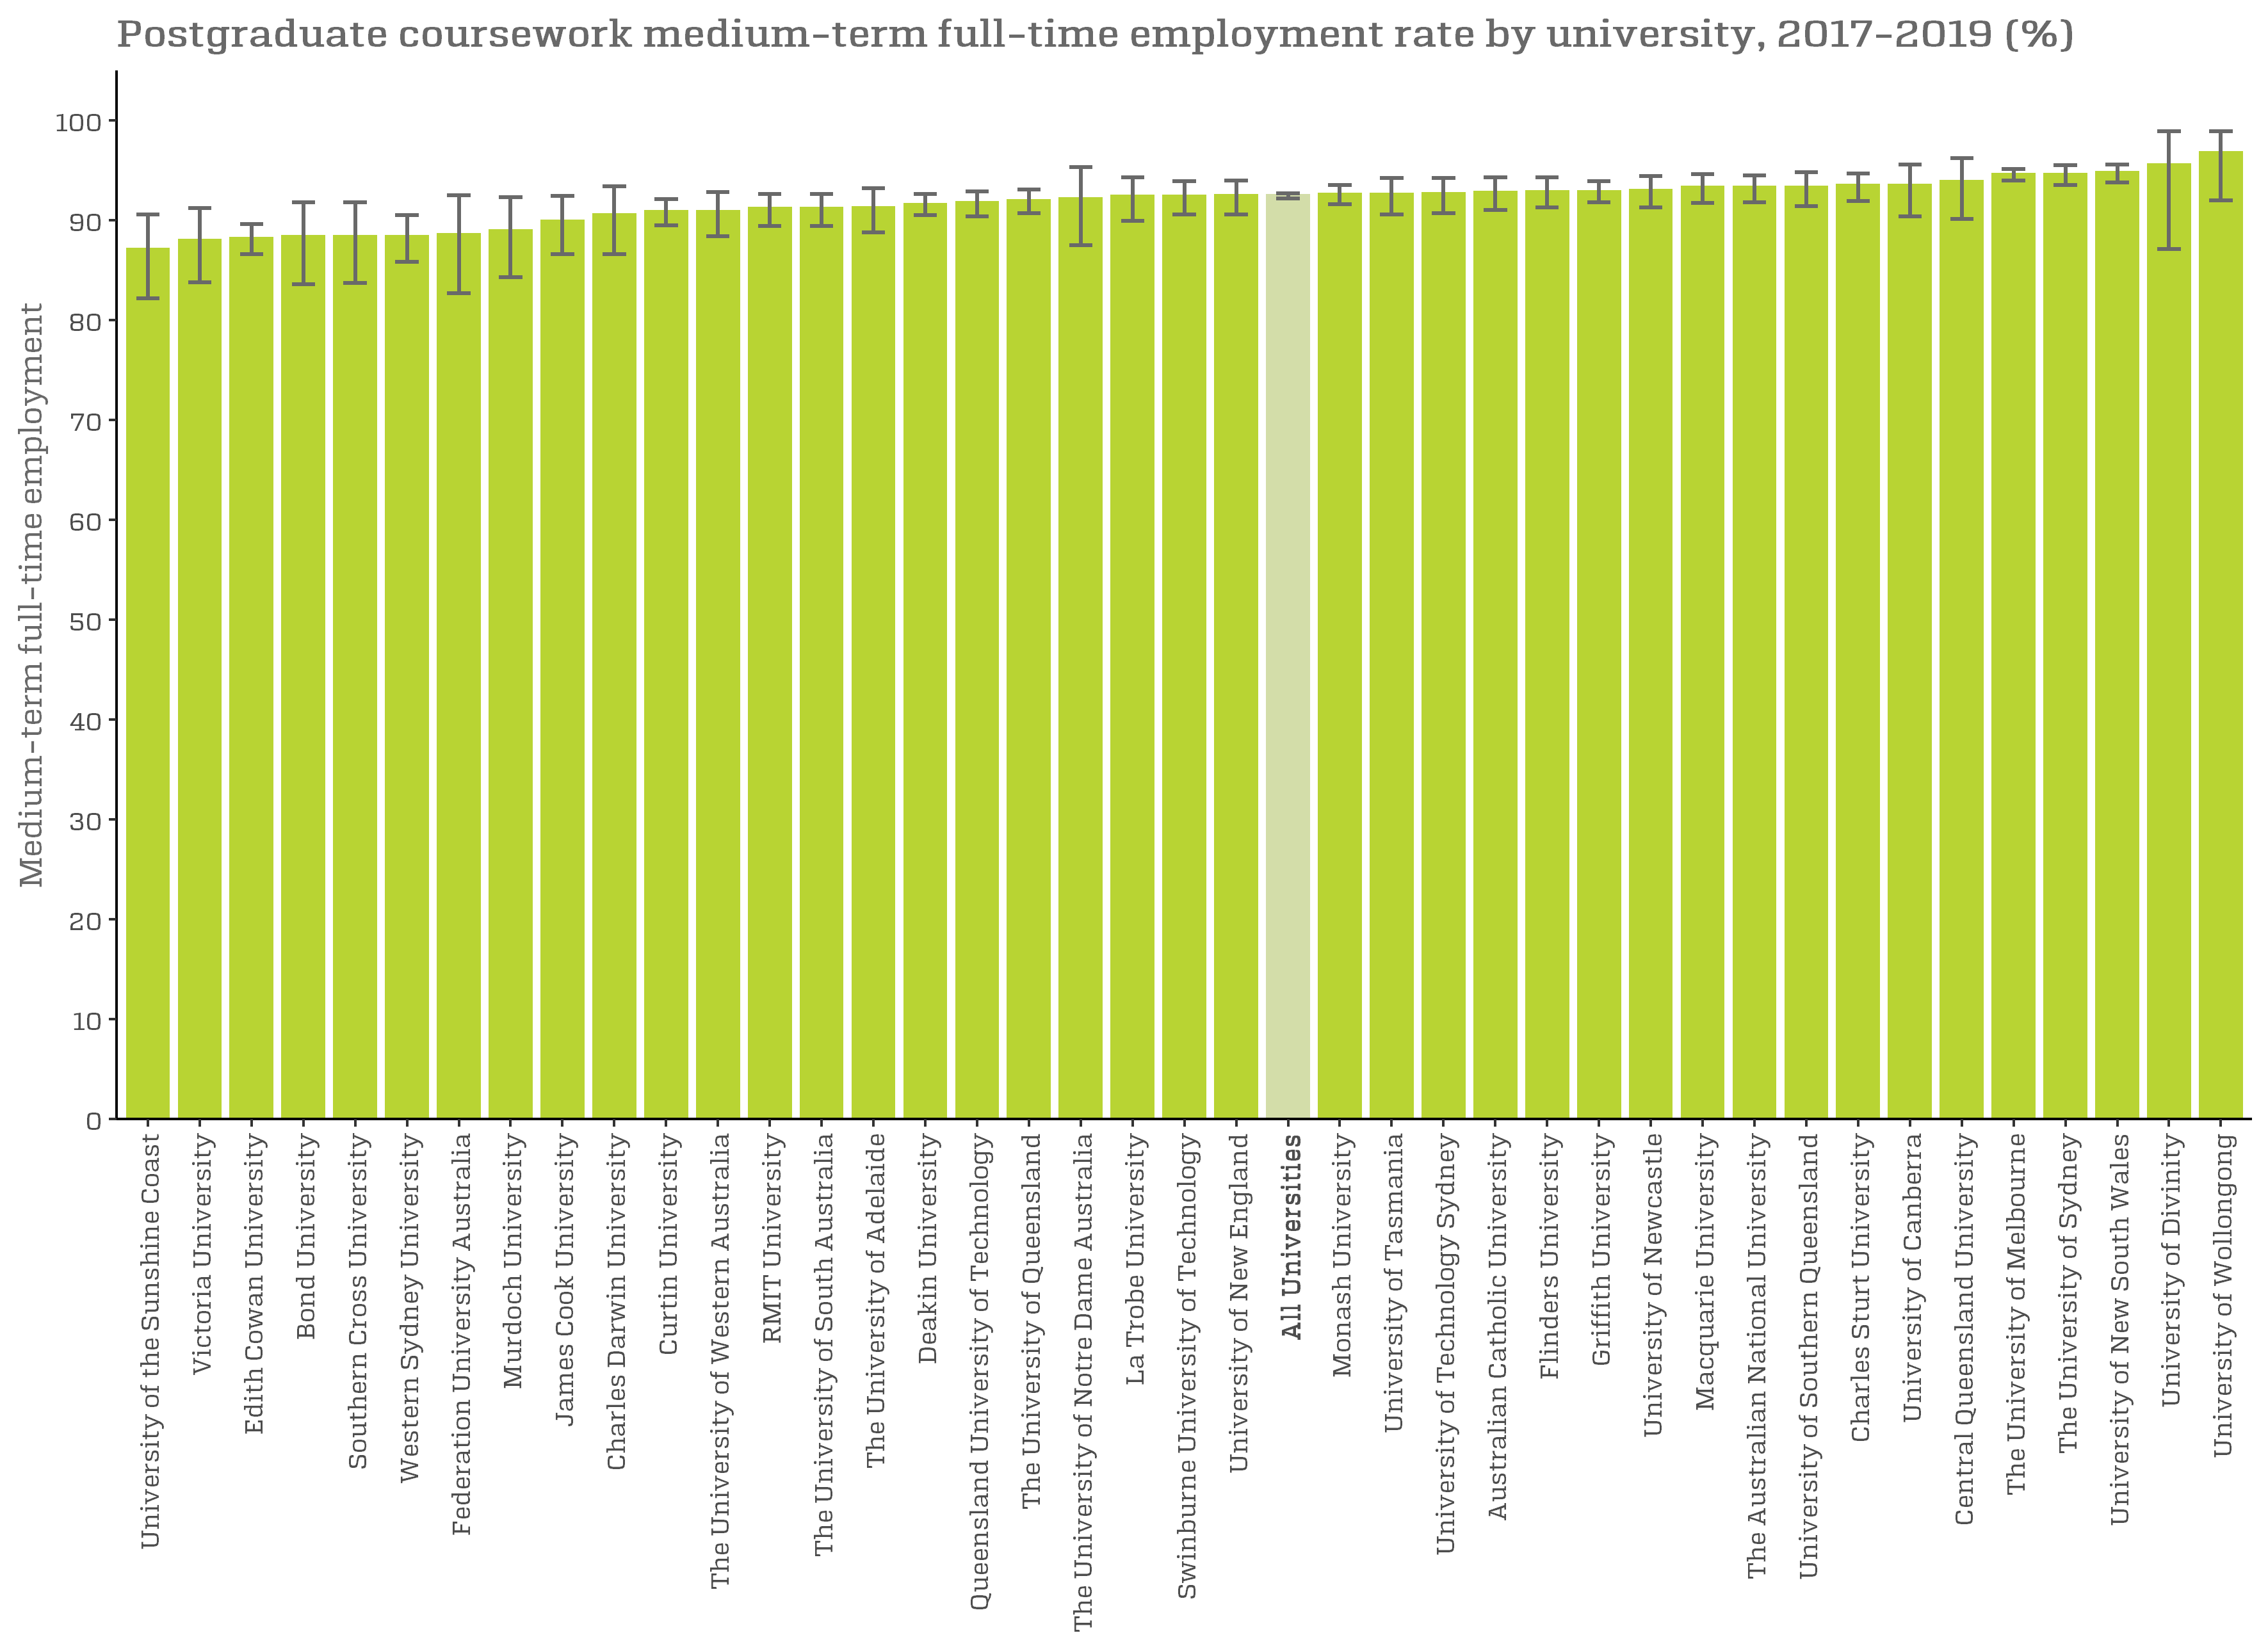 Postgraduate coursework medium-term full-time employment rate by university, 2017-2019 (%)
Medium-term full-time employment
100
90
80
70
60
50
40
30
20
10
0
University of the Sunshine Coast
Victoria University
Edith Cowan University
Bond University
Southern Cross University
Western Sydney University
Federation University Australia
Murdoch University
James Cook University
Charles Darwin University
Curtin University
The University of Western Australia
RMIT University
The University of South Australia
The University of Adelaide
Deakin University
Queensland University of Technology
The University of Queensland
The University of Notre Dame Australia
La Trobe University
Swinburne University of Technology
University of New England
All Universities
Monash University
University of Tasmania
University of Technology Sydney
Australian Catholic University
Flinders University
Griffith University
University of Newcastle
Macquarie University
The Australian National University
University of Southern Queensland
Charles Sturt University
University of Canberra
Central Queensland University
The University of Melbourne
The University of Sydney
University of New South Wales
University of Divinity
University of Wollongong